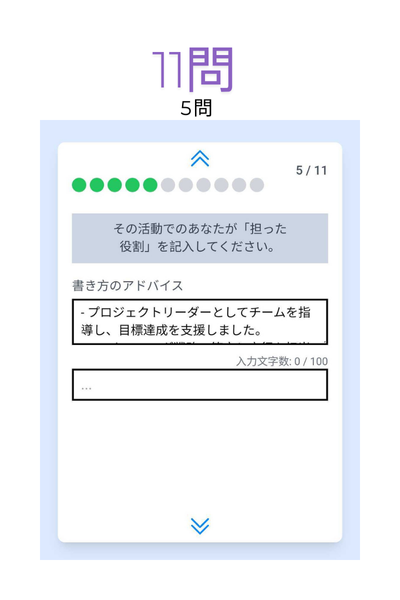 11問
5問
5 / 11
その活動でのあなたが「担った
役割」を記入してください。
書き方のアドバイス
- プロジェクトリーダーとしてチームを指
導し、目標達成を支援しました。
入力文字数: 0 / 100
...